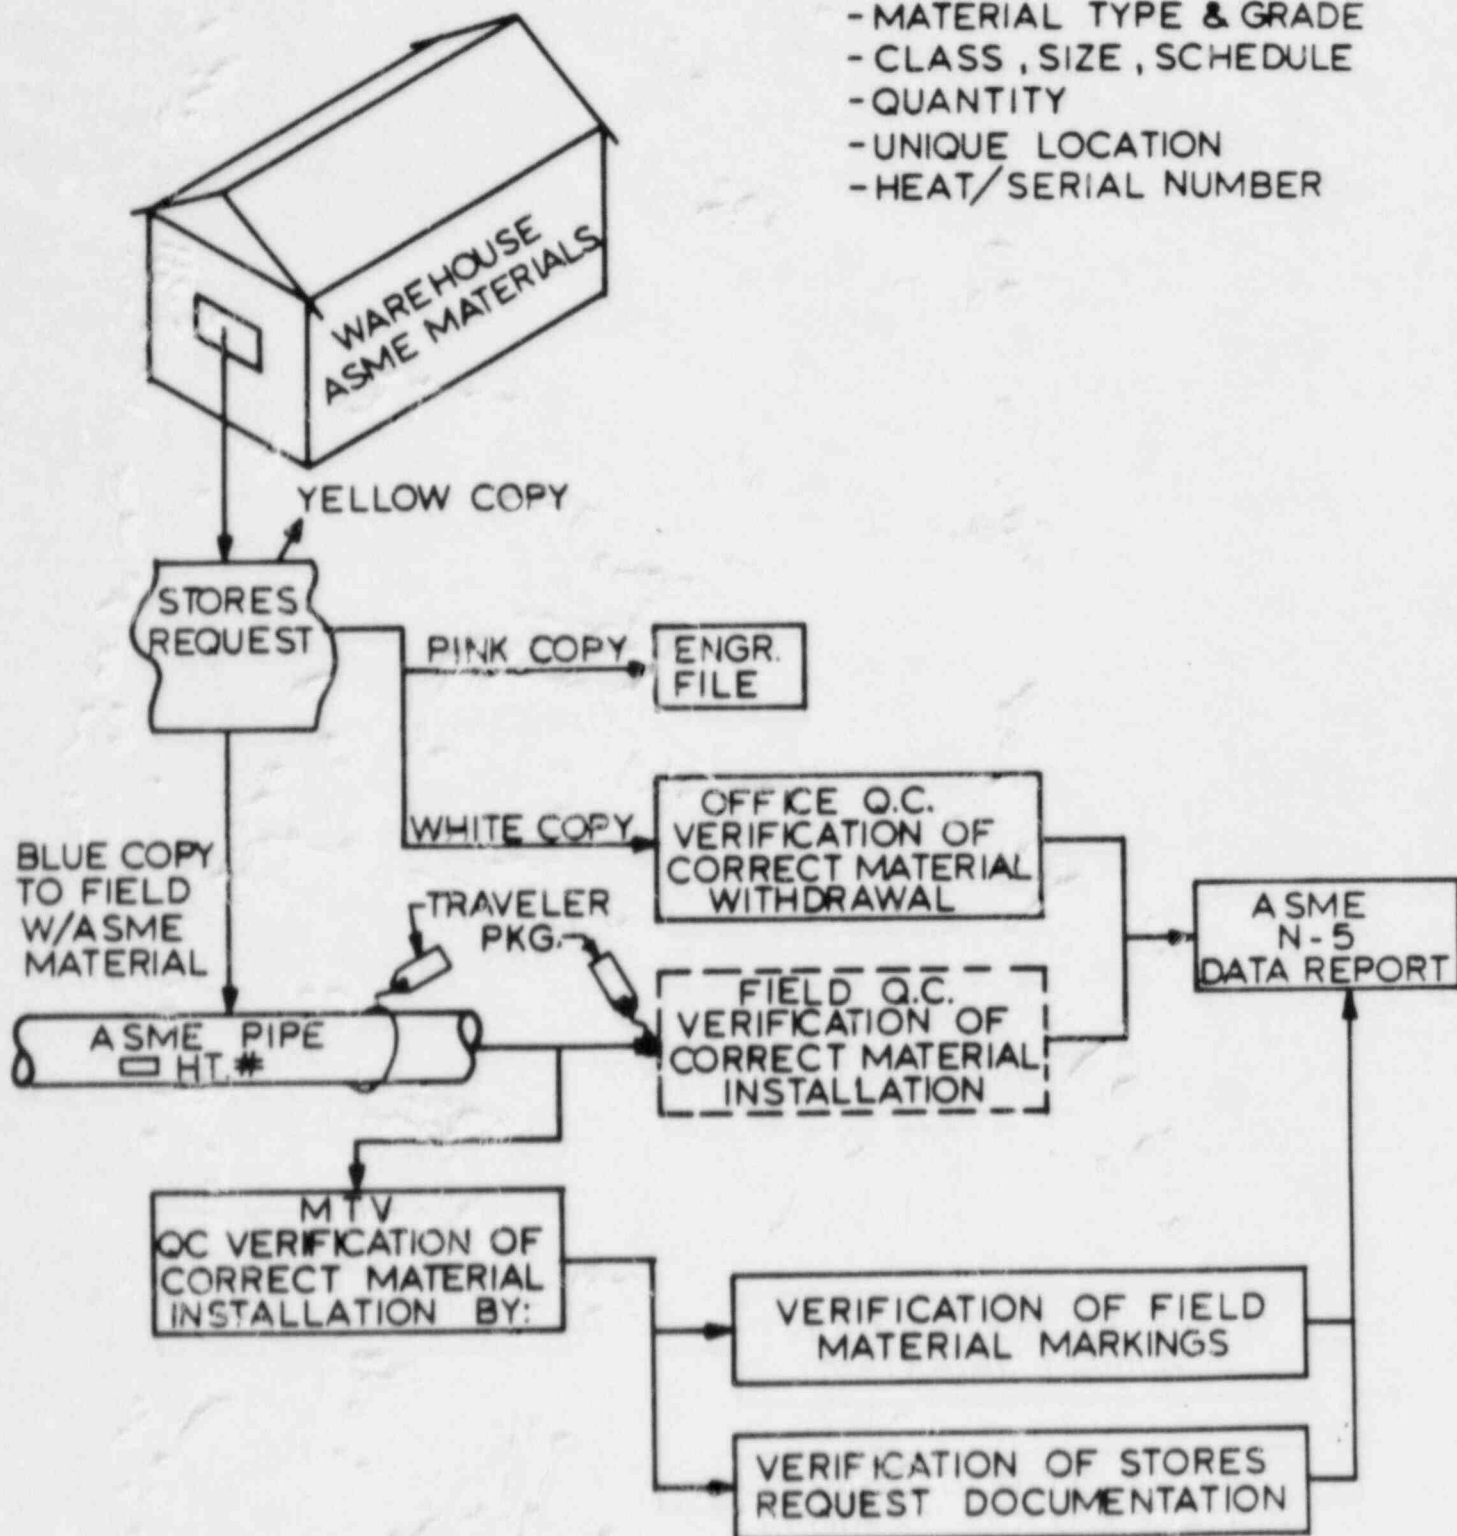 - MATERIAL TYPE & GRADE
- CLASS, SIZE, SCHEDULE
- QUANTITY
- UNIQUE LOCATION
- HEAT/SERIAL NUMBER
WAREHOUSE
ASME MATERIALS
YELLOW COPY
STORES
REQUEST
PINK COPY
ENGR.
FILE
WHITE COPY
OFFICE Q.C.
VERIFICATION OF
CORRECT MATERIAL
WITHDRAWAL
BLUE COPY
TO FIELD
W/ASME
MATERIAL
TRAVELER
PKG.
ASME
N-5
DATA REPORT
FIELD Q.C.
VERIFICATION OF
CORRECT MATERIAL
INSTALLATION
ASME PIPE
HT. #
MTV
QC VERIFICATION OF
CORRECT MATERIAL
INSTALLATION BY:
VERIFICATION OF FIELD
MATERIAL MARKINGS
VERIFICATION OF STORES
REQUEST DOCUMENTATION